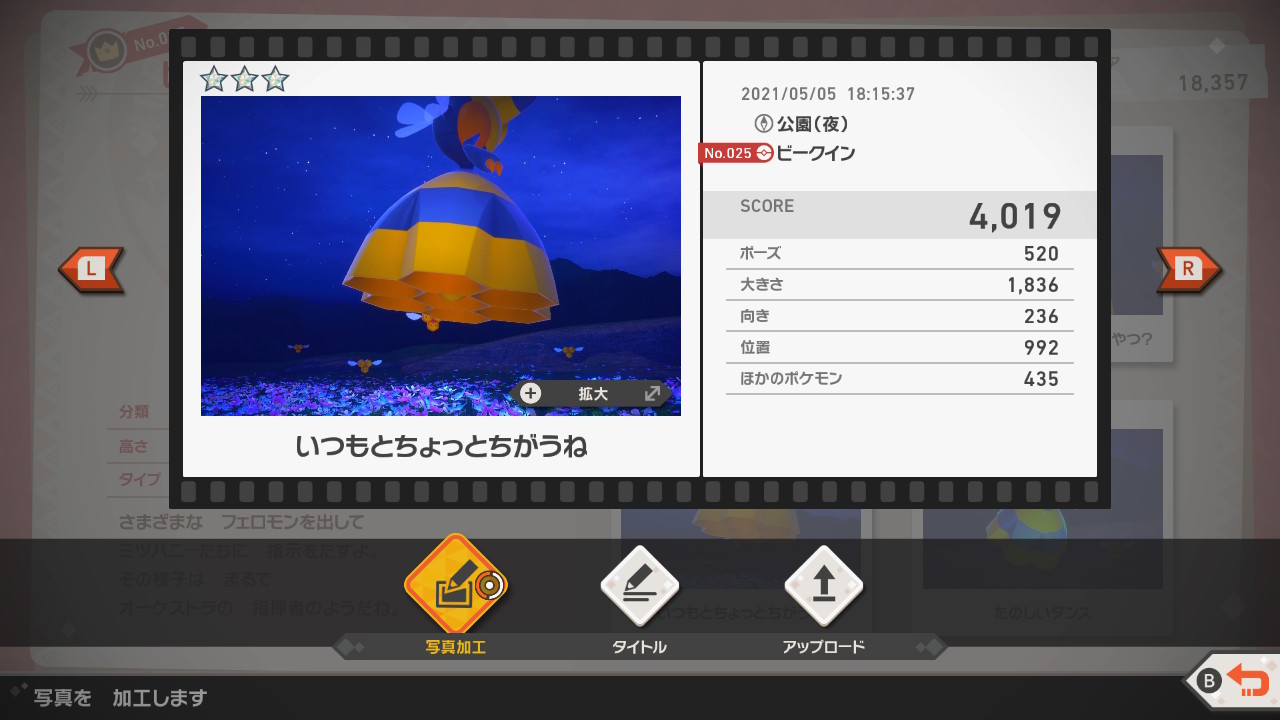 No.0
18,357
2021/05/05 18:15:37
公園(夜)
No.025 ビークイン
SCORE 4,019
ポーズ 520
大きさ 1,836
向き 236
位置 992
ほかのポケモン 435
L
R
+ 拡大
いつもとちょっとちがうね
やつ?
分類
高さ
タイプ
さまざまな フェロモンを出して
ミツハニーたちに 指示をだすよ。
その様子は まるで
オーケストラの 指揮者のようだね。
いつもとちょっとちが
たのしいダンス
写真加工
タイトル
アップロード
写真を 加工します
B